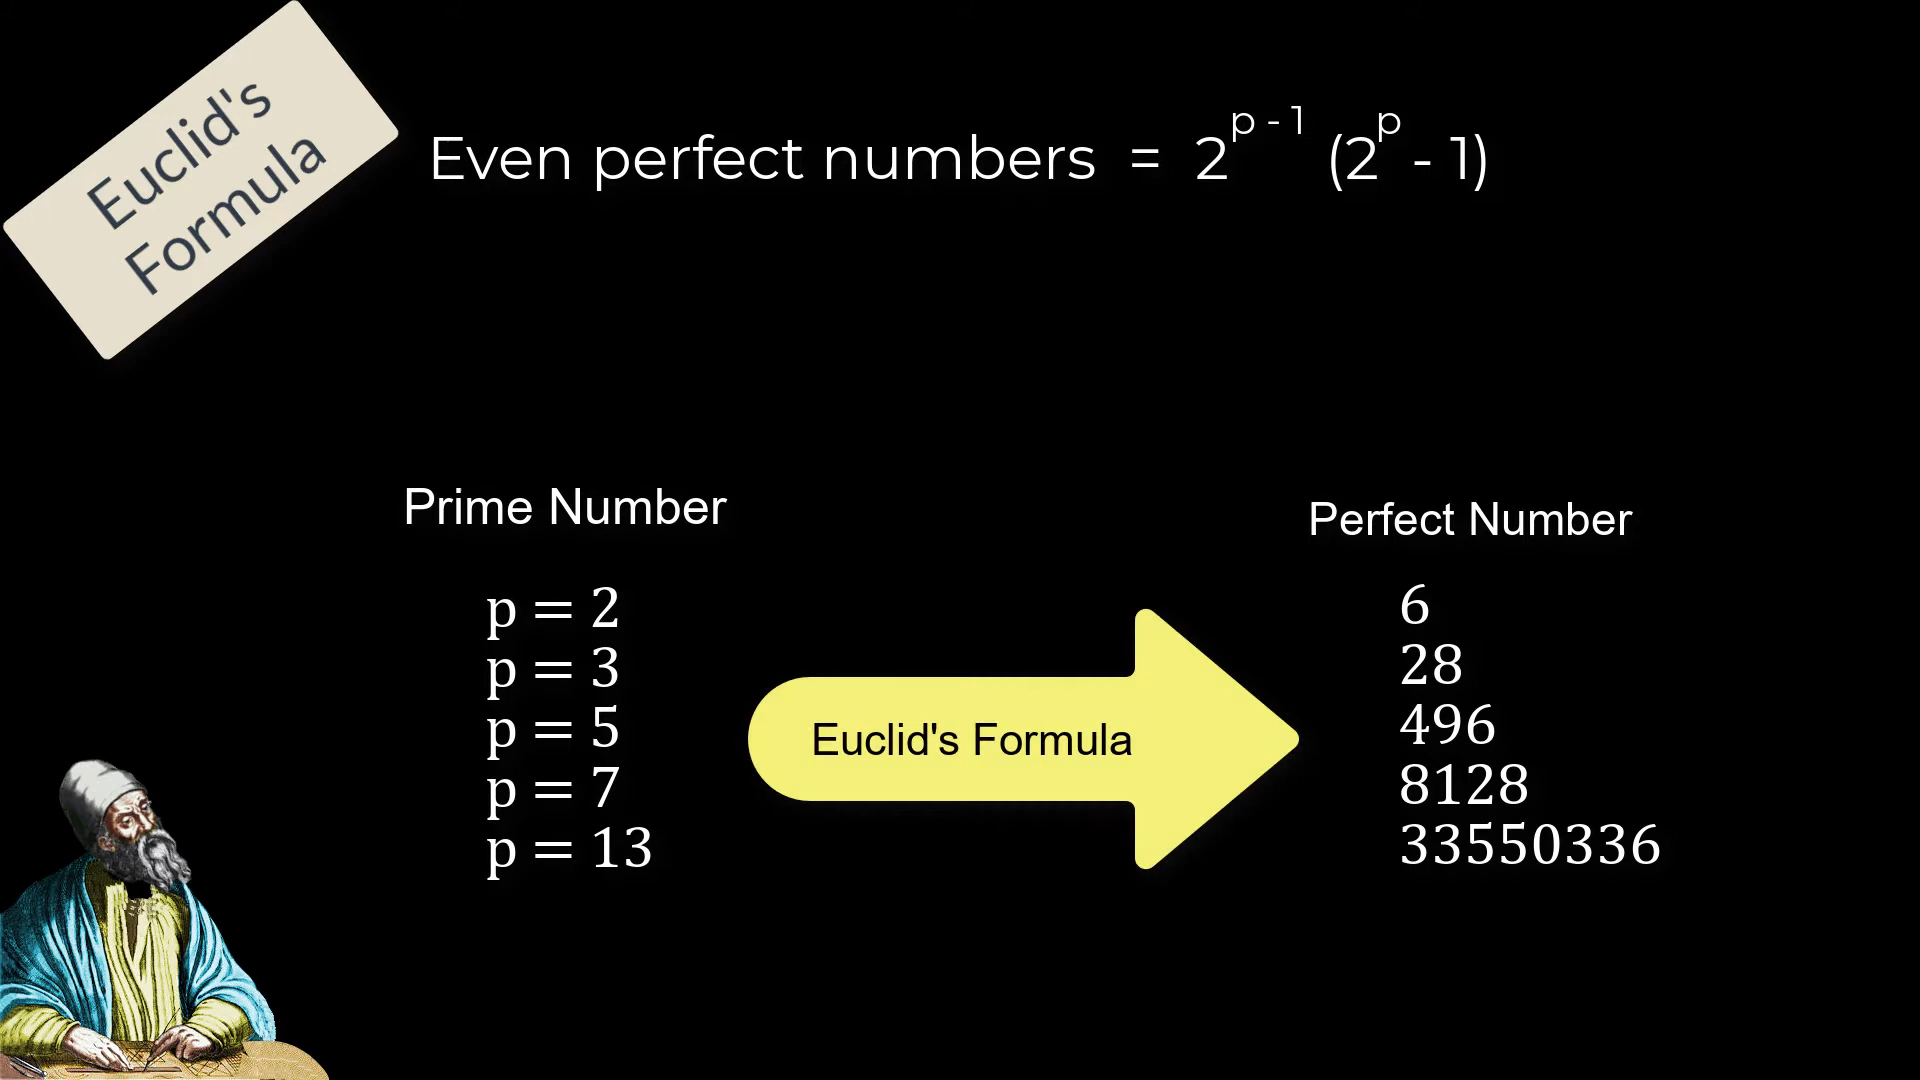 Euclid's
Formula
Even perfect numbers = 2^{p - 1} (2^{p} - 1)
Prime Number
p = 2
p = 3
p = 5
p = 7
p = 13
Euclid's Formula
Perfect Number
6
28
496
8128
33550336